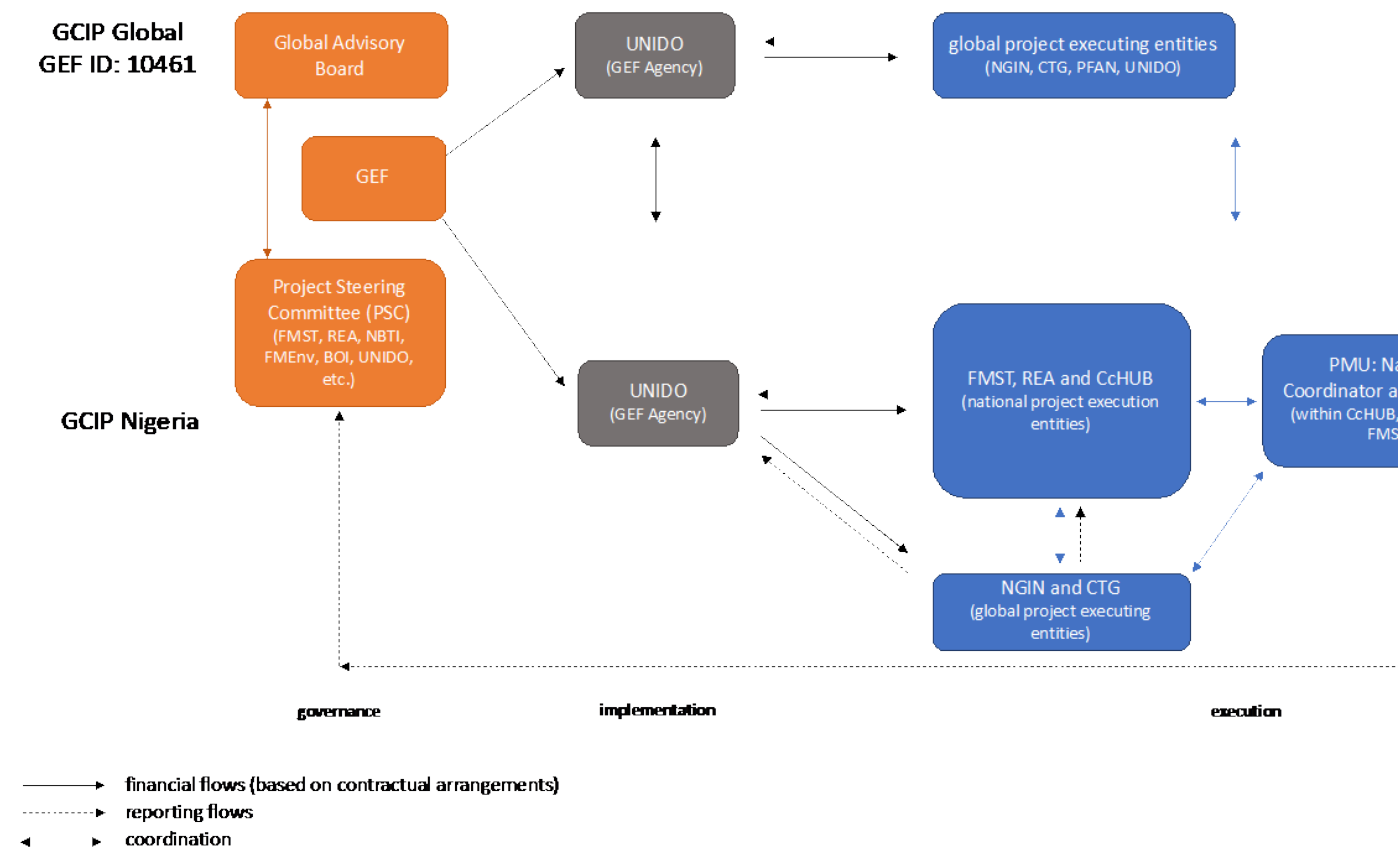 GCIP Global
GEF ID: 10461
Global Advisory
Board
UNIDO
(GEF Agency)
global project executing entities
(NGIN, CTG, PFAN, UNIDO)
GEF
Project Steering
Committee (PSC)
(FMST, REA, NBTI,
FMEnv, BOI, UNIDO,
etc.)
GCIP Nigeria
UNIDO
(GEF Agency)
FMST, REA and CcHUB
(national project execution
entities)
PMU: Na
Coordinator a
(within CcHUB,
FMS
NGIN and CTG
(global project executing
entities)
governance
implementation
execution
financial flows (based on contractual arrangements)
reporting flows
coordination